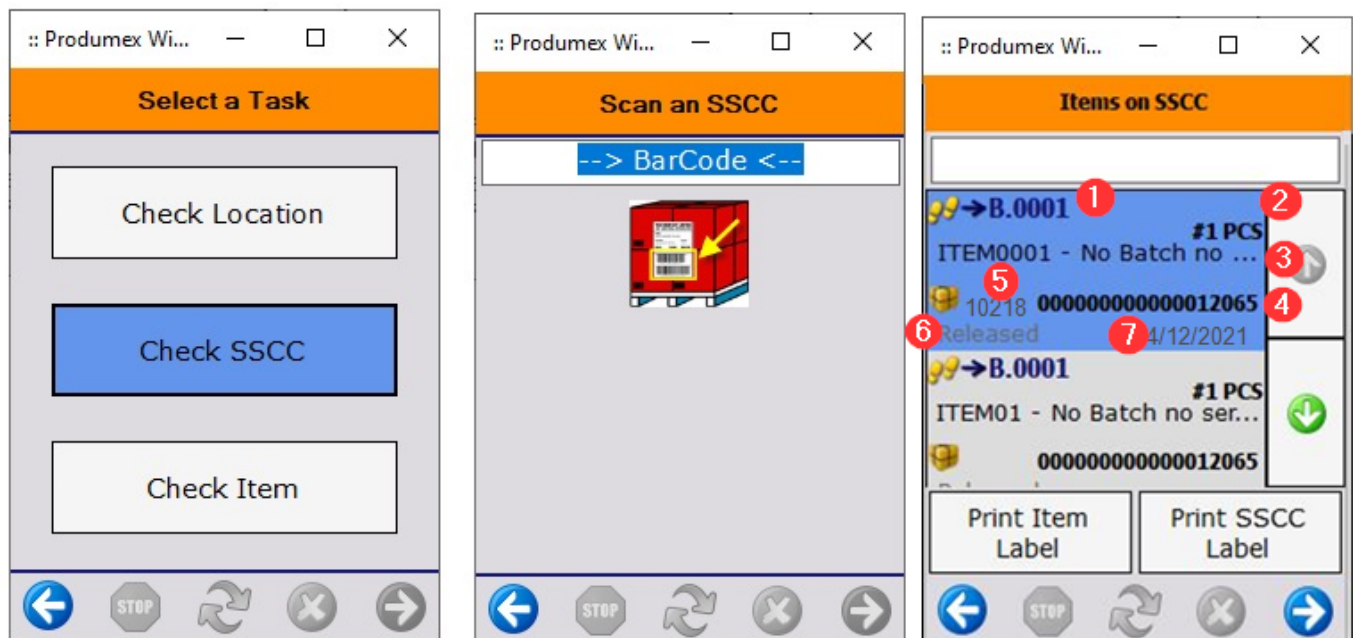 :: Produmex Wi...
Select a Task
Check Location
Check SSCC
Check Item
STOP
:: Produmex Wi...
Scan an SSCC
--> BarCode <--
STOP
:: Produmex Wi...
Items on SSCC
B.0001 1
2
#1 PCS
ITEM0001 - No Batch no ... 3
5
10218 000000000000012065 4
6 Released 7 4/12/2021
B.0001
#1 PCS
ITEM01 - No Batch no ser...
000000000000012065
Print Item
Label
Print SSCC
Label
STOP